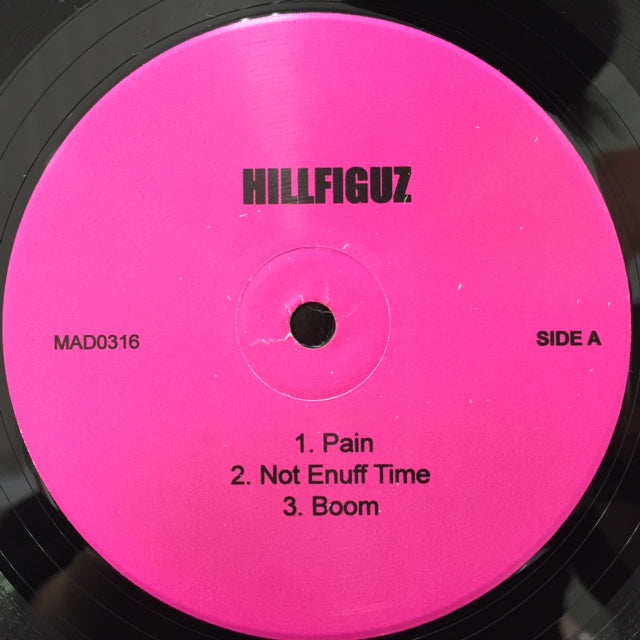 HILLFIGUZ
MAD0316
SIDE A
1. Pain
2. Not Enuff Time
3. Boom